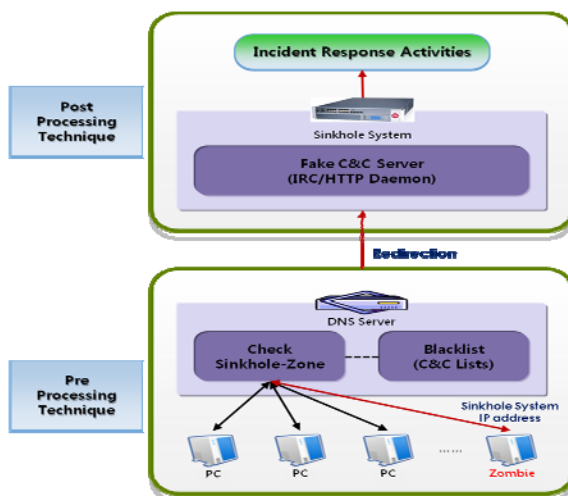 Incident Response Activities
Post
Processing
Technique
Sinkhole System
Fake C&C Server
(IRC/HTTP Daemon)
Redirection
DNS Server
Check
Sinkhole-Zone
Blacklist
(C&C Lists)
Pre
Processing
Technique
Sinkhole System
IP address
PC
PC
PC
......
Zombie